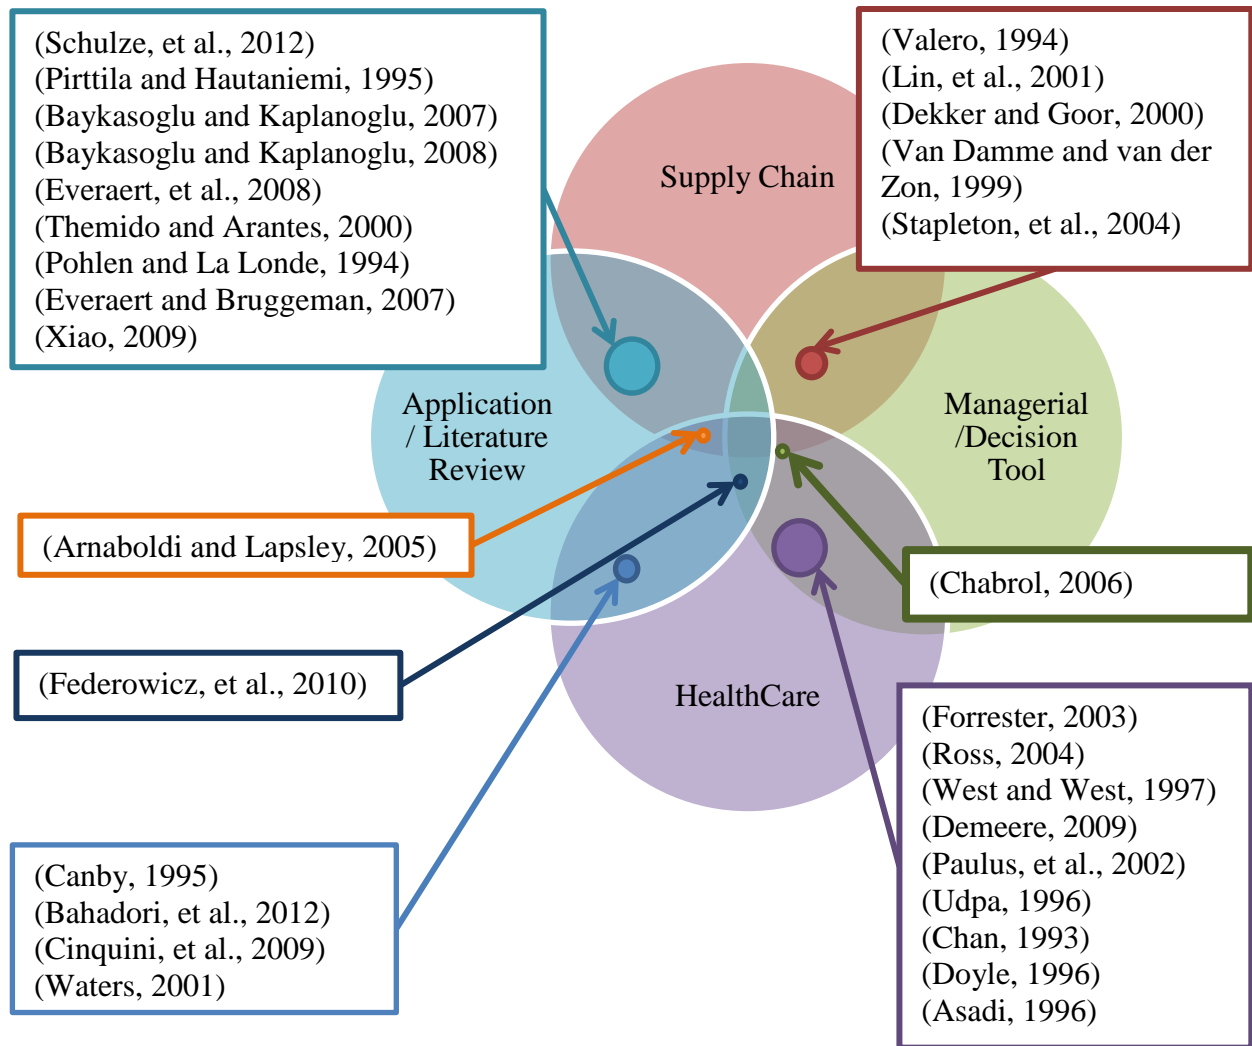 (Schulze, et al., 2012)
(Pirttila and Hautaniemi, 1995)
(Baykasoglu and Kaplanoglu, 2007)
(Baykasoglu and Kaplanoglu, 2008)
(Everaert, et al., 2008)
(Themido and Arantes, 2000)
(Pohlen and La Londe, 1994)
(Everaert and Bruggeman, 2007)
(Xiao, 2009)
(Valero, 1994)
(Lin, et al., 2001)
(Dekker and Goor, 2000)
(Van Damme and van der
Zon, 1999)
(Stapleton, et al., 2004)
Supply Chain
Application
/ Literature
Review
Managerial
/Decision
Tool
(Arnaboldi and Lapsley, 2005)
(Chabrol, 2006)
(Federowicz, et al., 2010)
HealthCare
(Canby, 1995)
(Bahadori, et al., 2012)
(Cinquini, et al., 2009)
(Waters, 2001)
(Forrester, 2003)
(Ross, 2004)
(West and West, 1997)
(Demeere, 2009)
(Paulus, et al., 2002)
(Udpa, 1996)
(Chan, 1993)
(Doyle, 1996)
(Asadi, 1996)